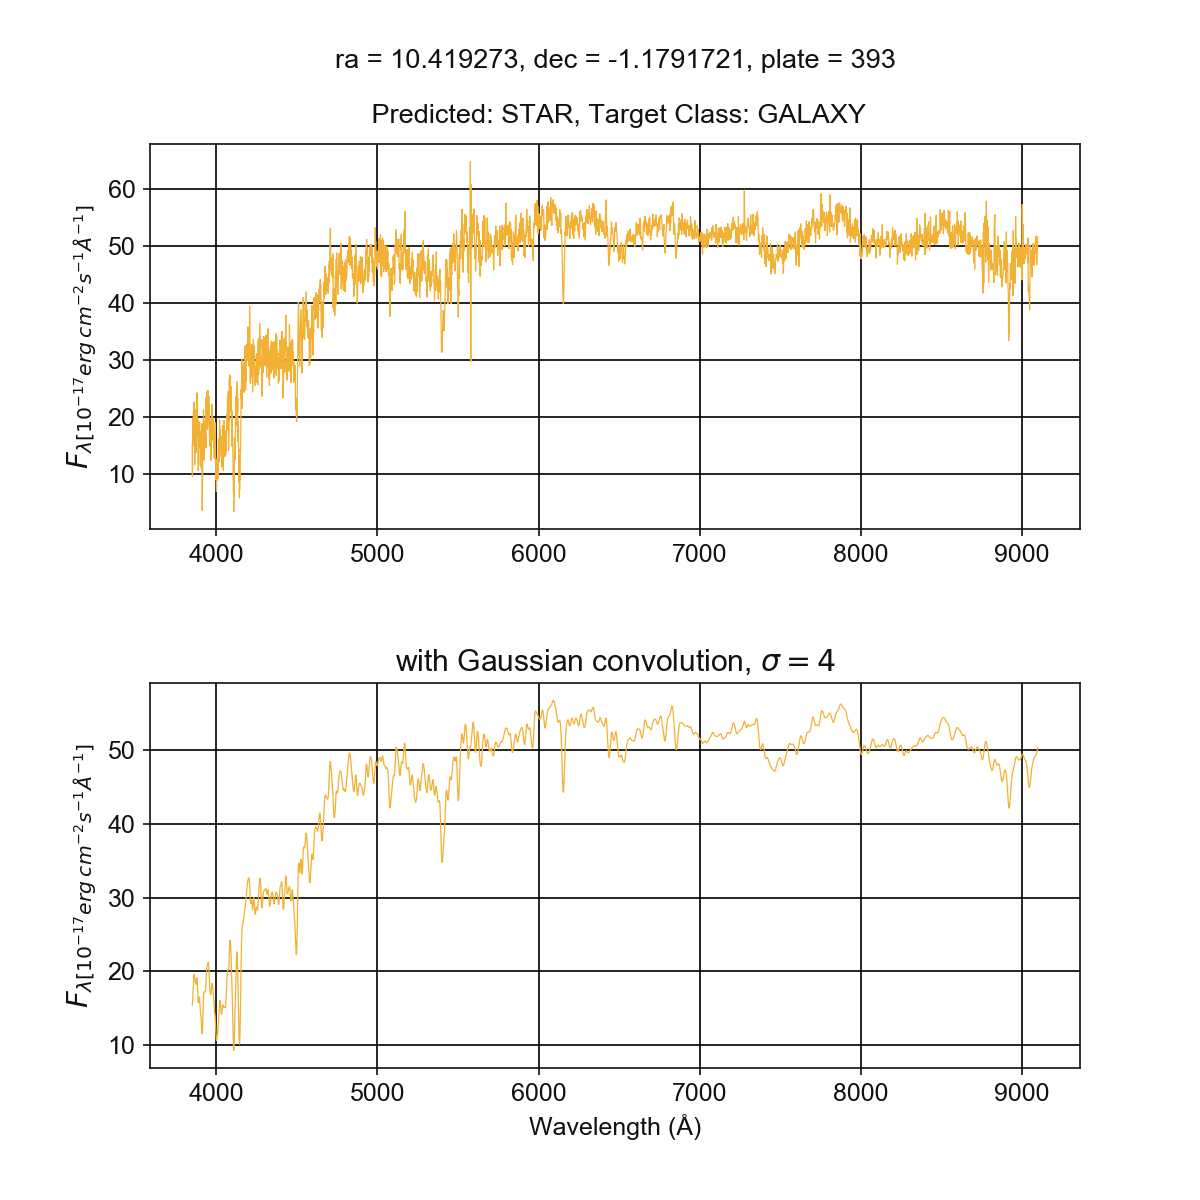 ra = 10.419273, dec = -1.1791721, plate = 393
Predicted: STAR, Target Class: GALAXY
F_λ[10^−17 erg cm^−2 s^−1 Å^−1]
60
50
40
30
20
10
4000 5000 6000 7000 8000 9000
with Gaussian convolution, σ = 4
F_λ[10^−17 erg cm^−2 s^−1 Å^−1]
50
40
30
20
10
4000 5000 6000 7000 8000 9000
Wavelength (Å)